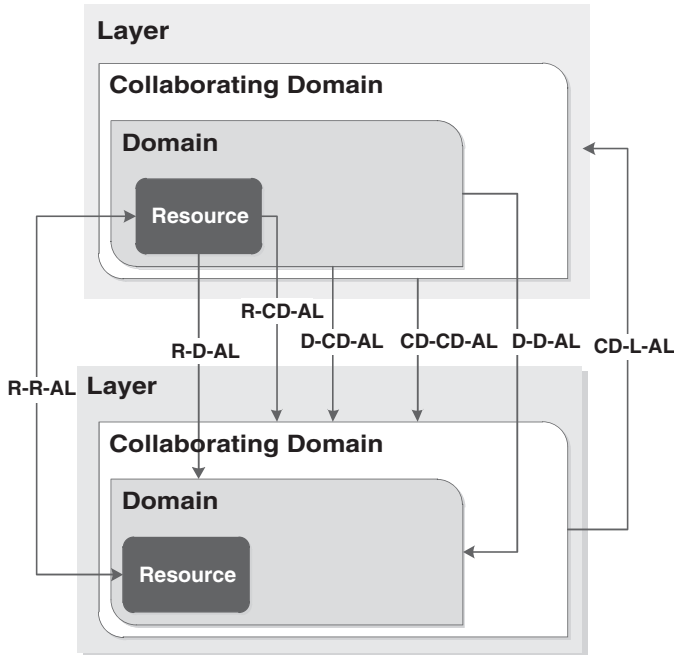 Layer
Collaborating Domain
Domain
Resource
R-CD-AL
R-D-AL
D-CD-AL
CD-CD-AL
D-D-AL
CD-L-AL
R-R-AL
Layer
Collaborating Domain
Domain
Resource